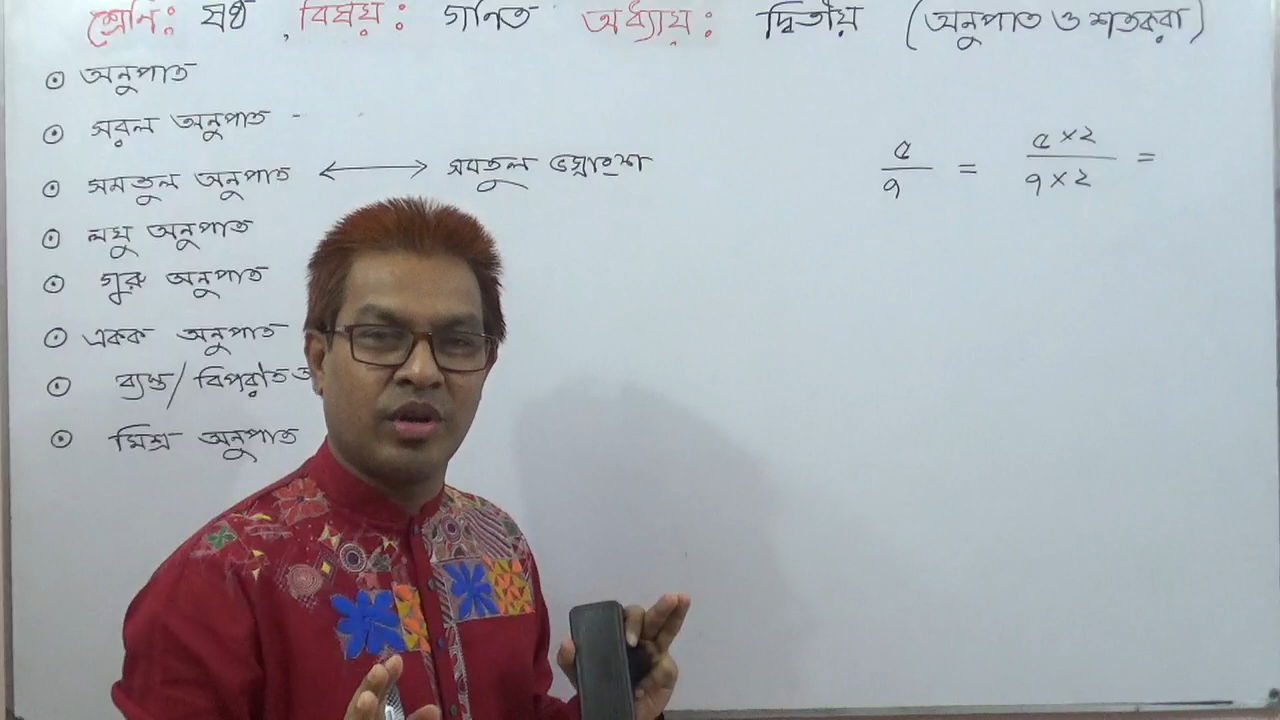 শ্রেনি: ষষ্ঠ , বিষয়: গনিত অধ্যায়: দ্বিতীয় (অনুপাত ও শতকরা)
⊙ অনুপাত
⊙ সরল অনুপাত -
⊙ সমতুল অনুপাত ⟷ সমতুল ভগ্নাংশ
⊙ লঘু অনুপাত
⊙ গুরু অনুপাত
⊙ একক অনুপাত
⊙ ব্যস্ত/বিপরীত
⊙ মিশ্র অনুপাত
৫/৭ = ৫×২/৭×২ =